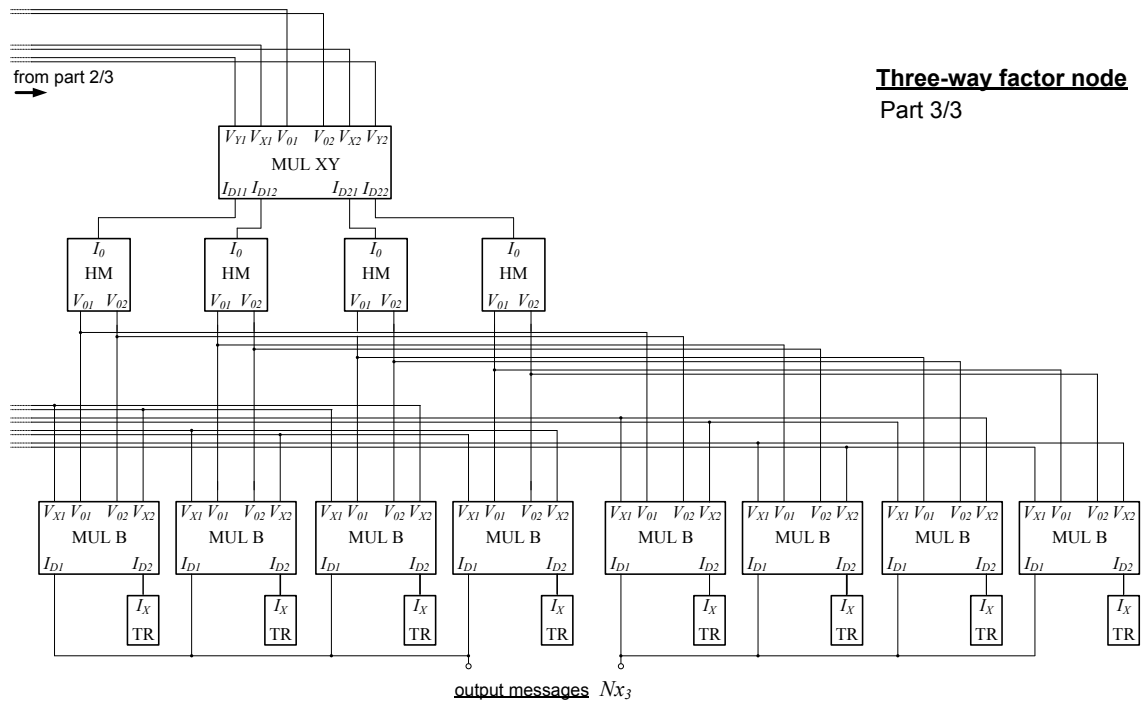 from part 2/3
Three-way factor node
Part 3/3
V_Y1 V_X1 V_01 V_02 V_X2 V_Y2
MUL XY
I_D11 I_D12 I_D21 I_D22
I_0 I_0 I_0 I_0
HM HM HM HM
V_01 V_02 V_01 V_02 V_01 V_02 V_01 V_02
V_X1 V_01 V_02 V_X2 V_X1 V_01 V_02 V_X2 V_X1 V_01 V_02 V_X2 V_X1 V_01 V_02 V_X2 V_X1 V_01 V_02 V_X2 V_X1 V_01 V_02 V_X2 V_X1 V_01 V_02 V_X2 V_X1 V_01 V_02 V_X2
MUL B MUL B MUL B MUL B MUL B MUL B MUL B MUL B
I_D1 I_D2 I_D1 I_D2 I_D1 I_D2 I_D1 I_D2 I_D1 I_D2 I_D1 I_D2 I_D1 I_D2 I_D1 I_D2
I_X I_X I_X I_X I_X I_X I_X I_X
TR TR TR TR TR TR TR TR
output messages Nx_3